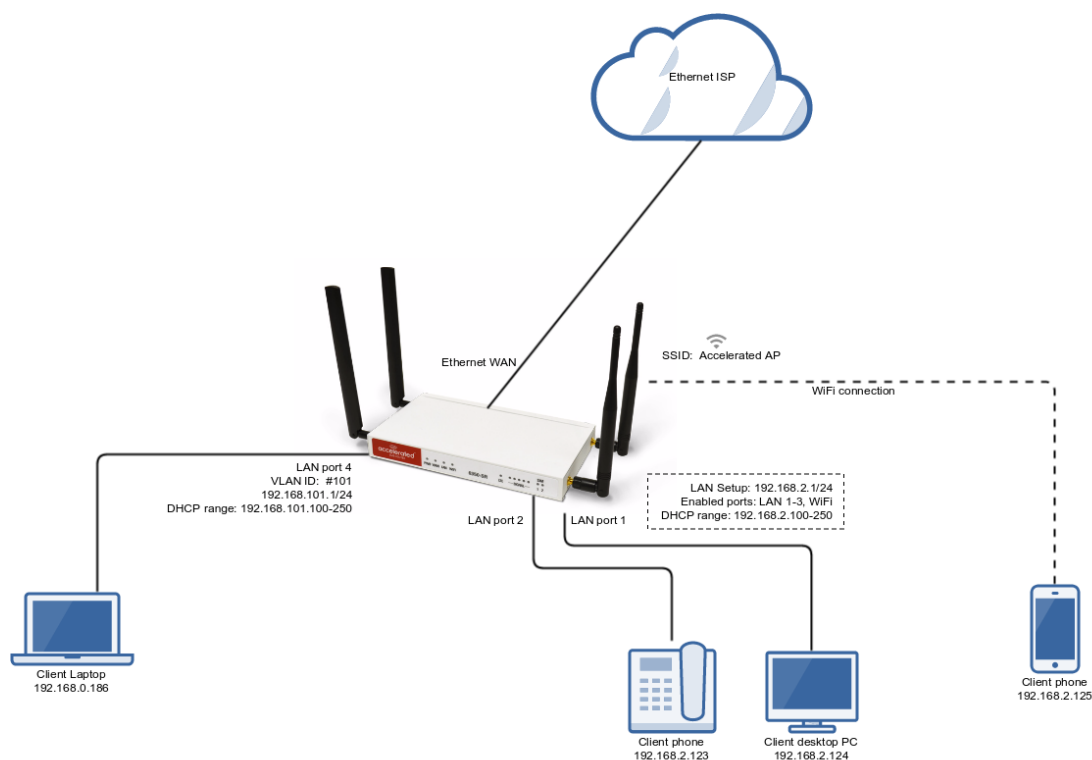 Ethernet ISP
SSID: Accelerated AP
Ethernet WAN
WiFi connection
accelerated
LAN port 4
VLAN ID: #101
192.168.101.1/24
DHCP range: 192.168.101.100-250
LAN Setup: 192.168.2.1/24
Enabled ports: LAN 1-3, WiFi
DHCP range: 192.168.2.100-250
LAN port 2
LAN port 1
Client Laptop
192.168.0.186
Client phone
192.168.2.125
Client phone
192.168.2.123
Client desktop PC
192.168.2.124